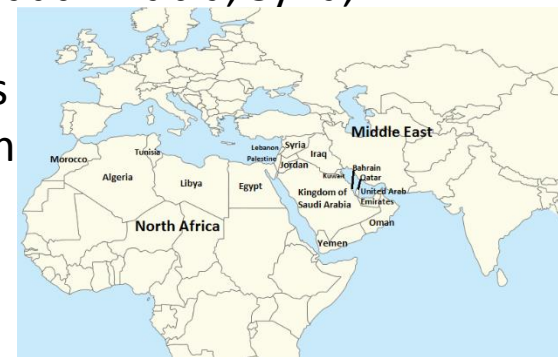 Syria,
s
n
Middle East
Lebanon
Syria
Tunisia
Palestine
Iraq
Morocco
Jordan
Bahrain
Algeria
Kuwait
Qatar
Libya
Egypt
Kingdom of
Saudi Arabia
United Arab
Emirates
North Africa
Oman
Yemen